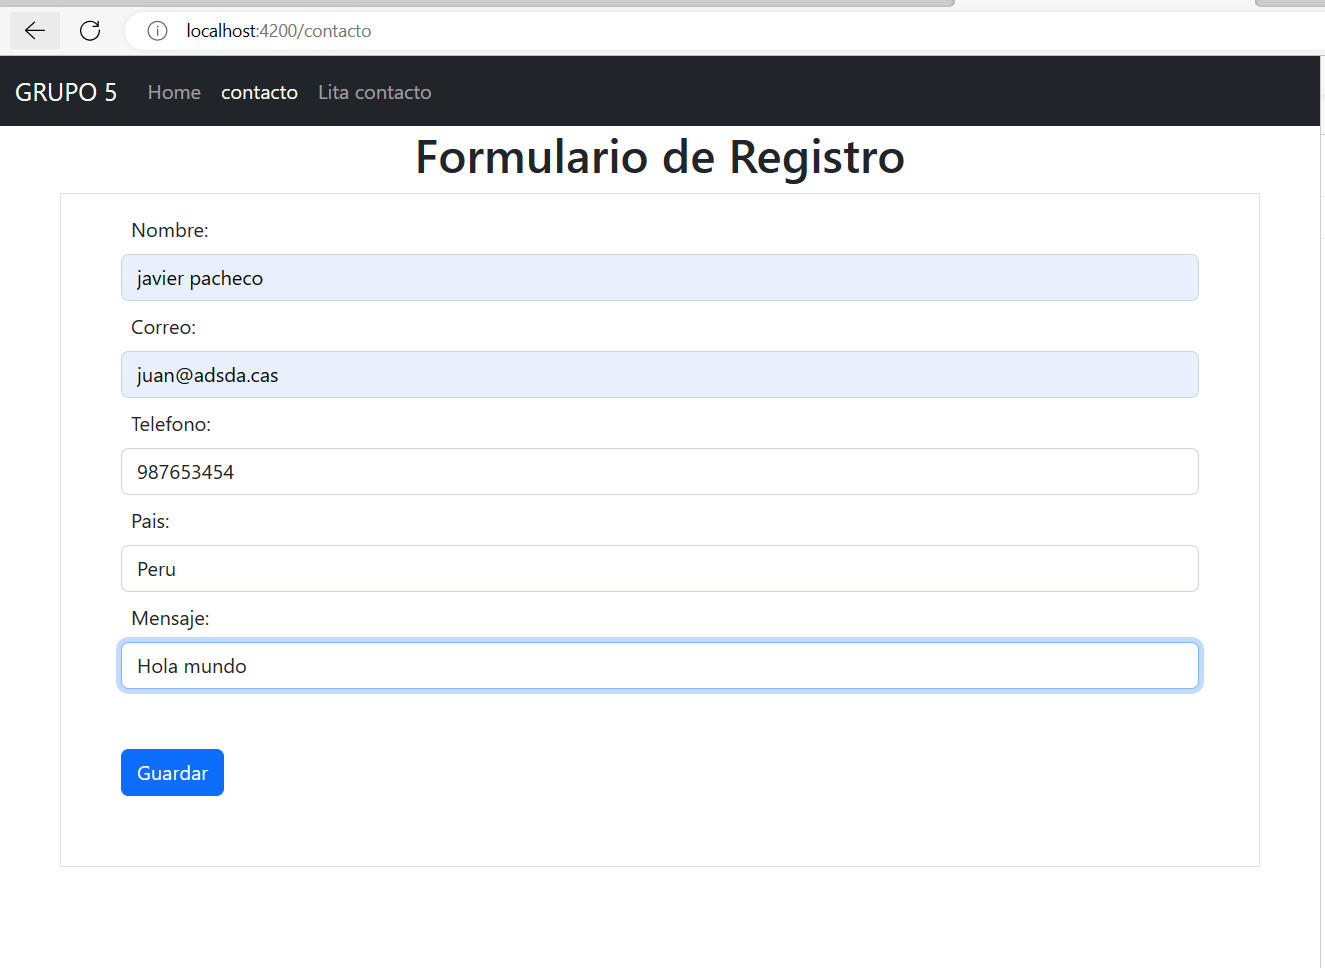 localhost:4200/contacto
GRUPO 5 Home contacto Lita contacto
Formulario de Registro
Nombre:
javier pacheco
Correo:
juan@adsda.cas
Telefono:
987653454
Pais:
Peru
Mensaje:
Hola mundo
Guardar